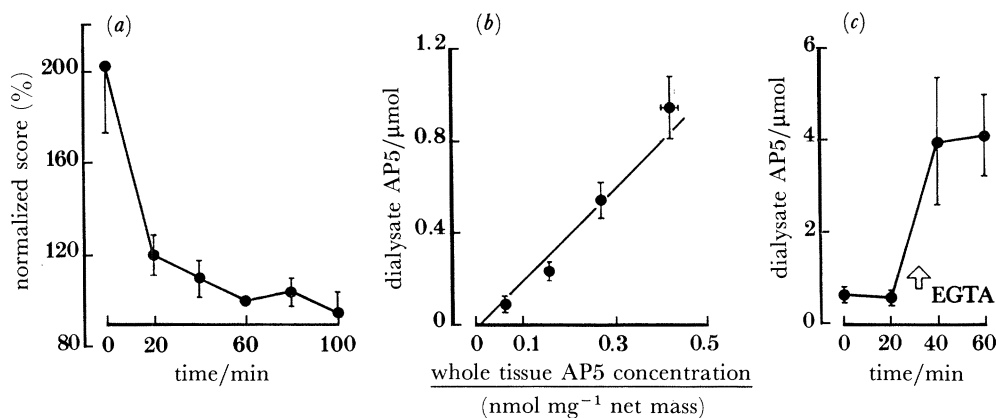 (a)
normalized score (%)
200
160
120
80
0
20
60
100
time/min
(b)
dialysate AP5/μmol
1.2
0.8
0.4
0
0
0.1
0.3
0.5
whole tissue AP5 concentration
(nmol mg⁻¹ net mass)
(c)
dialysate AP5/μmol
6
4
2
0
EGTA
0
20
40
60
time/min